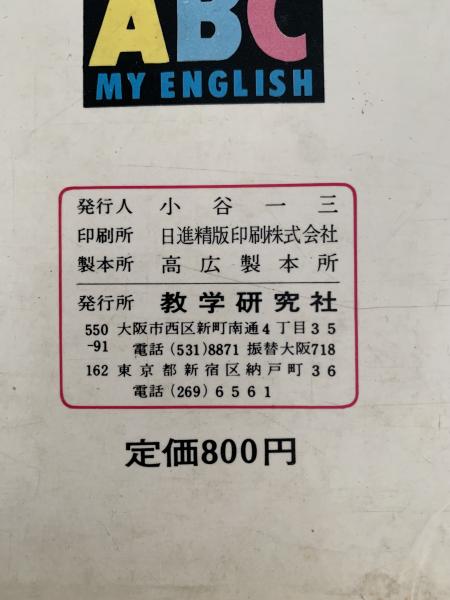 ABC
MY ENGLISH
発行人 小谷一三
印刷所 日進精版印刷株式会社
製本所 高広製本所
発行所 教学研究社
550 大阪市西区新町南通4丁目35
-91 電話(531)8871 振替大阪718
162 東京都新宿区納戸町36
電話(269)6561
定価800円